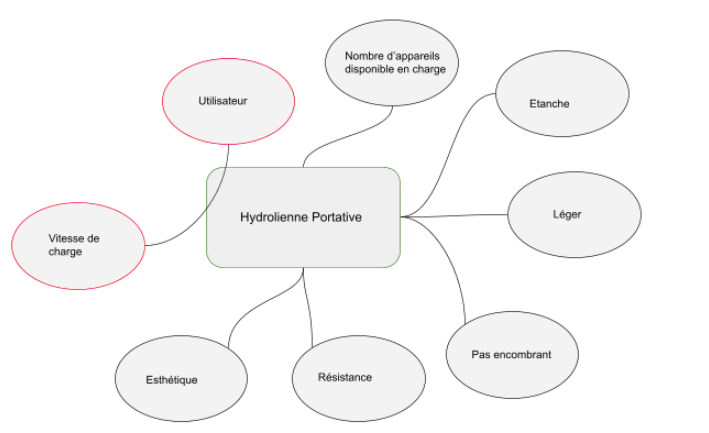 Nombre d'appareils
disponible en charge
Utilisateur
Etanche
Hydrolienne Portative
Léger
Vitesse de
charge
Pas encombrant
Esthétique
Résistance